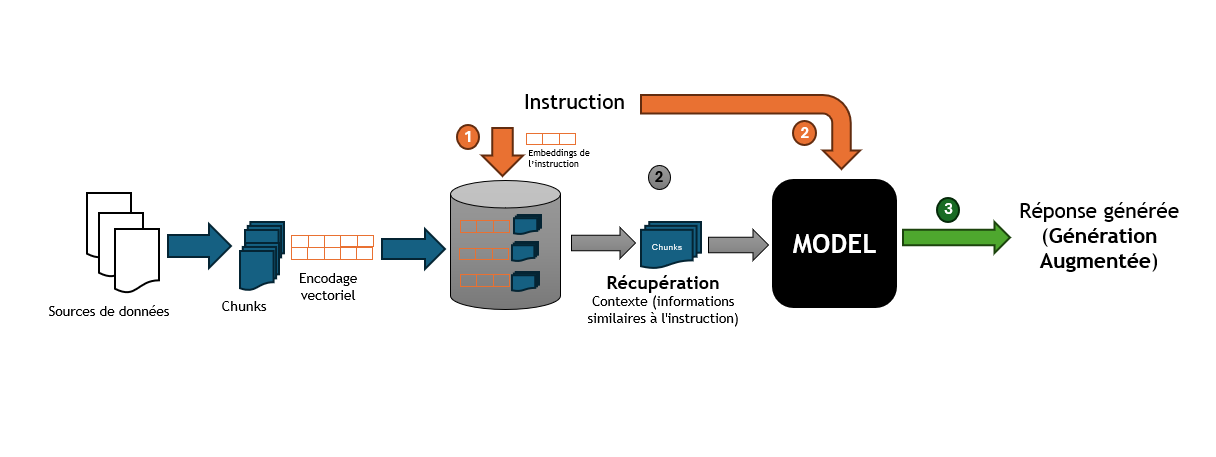 Instruction
1
Embeddings de
l'instruction
2
2
Sources de données
Chunks
Encodage
vectoriel
Chunks
Récupération
Contexte (informations
similaires à l'instruction)
MODEL
3
Réponse générée
(Génération
Augmentée)